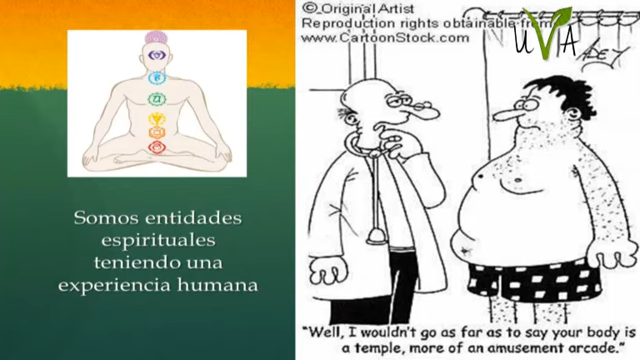 Somos entidades
espirituales
teniendo una
experiencia humana
© Original Artist
Reproduction rights obtainable from
www.CartoonStock.com
UVA
"Well, I wouldn't go as far as to say your body is
a temple, more of an amusement arcade."